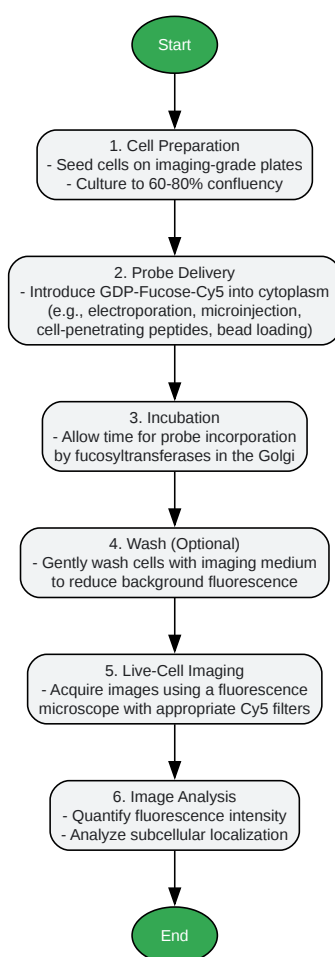 Start
1. Cell Preparation
- Seed cells on imaging-grade plates
- Culture to 60-80% confluency
2. Probe Delivery
- Introduce GDP-Fucose-Cy5 into cytoplasm
(e.g., electroporation, microinjection,
cell-penetrating peptides, bead loading)
3. Incubation
- Allow time for probe incorporation
by fucosyltransferases in the Golgi
4. Wash (Optional)
- Gently wash cells with imaging medium
to reduce background fluorescence
5. Live-Cell Imaging
- Acquire images using a fluorescence
microscope with appropriate Cy5 filters
6. Image Analysis
- Quantify fluorescence intensity
- Analyze subcellular localization
End